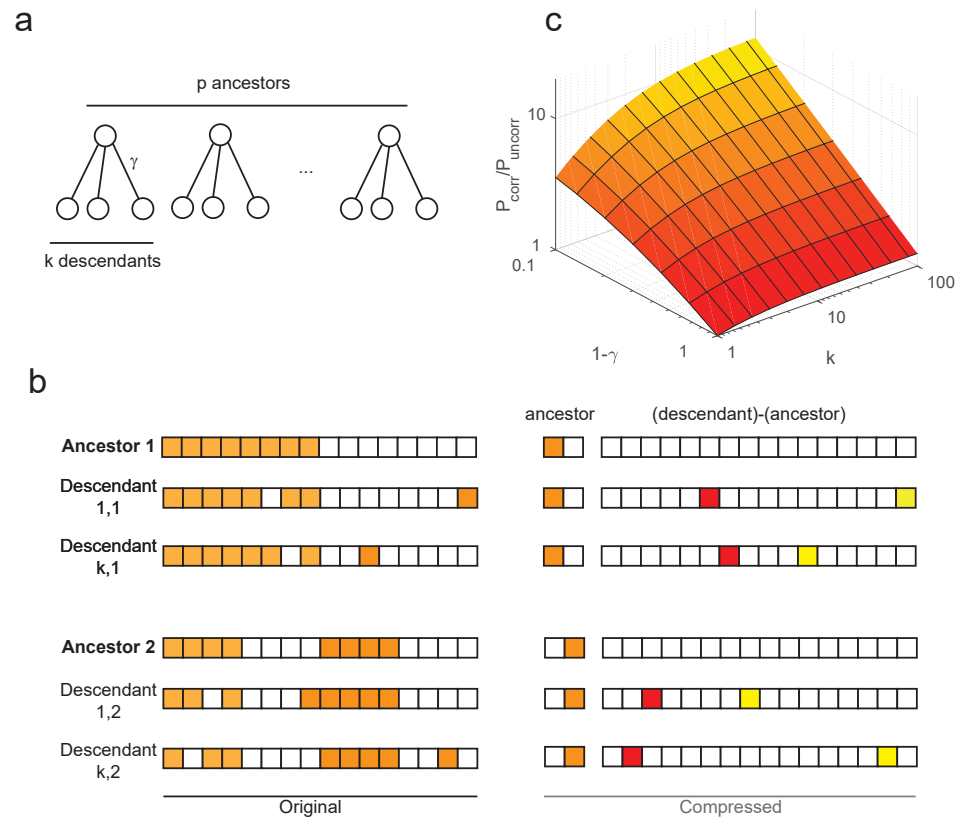 a
p ancestors
γ
...
k descendants
c
P_corr/P_uncorr
10
1
0.1
1-γ
1
1
10
100
k
b
ancestor
(descendant)-(ancestor)
Ancestor 1
Descendant
1,1
Descendant
k,1
Ancestor 2
Descendant
1,2
Descendant
k,2
Original
Compressed